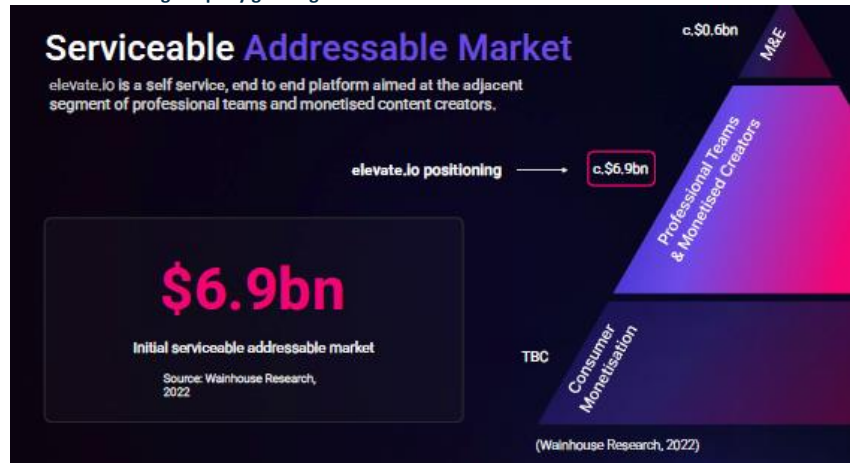 Serviceable Addressable Market
elevate.io is a self service, end to end platform aimed at the adjacent
segment of professional teams and monetised content creators.
c.$0.6bn
M&E
elevate.io positioning
c.$6.9bn
Professional Teams
& Monetised Creators
$6.9bn
Initial serviceable addressable market
Source: Wainhouse Research,
2022
TBC
Consumer
Monetisation
(Wainhouse Research, 2022)